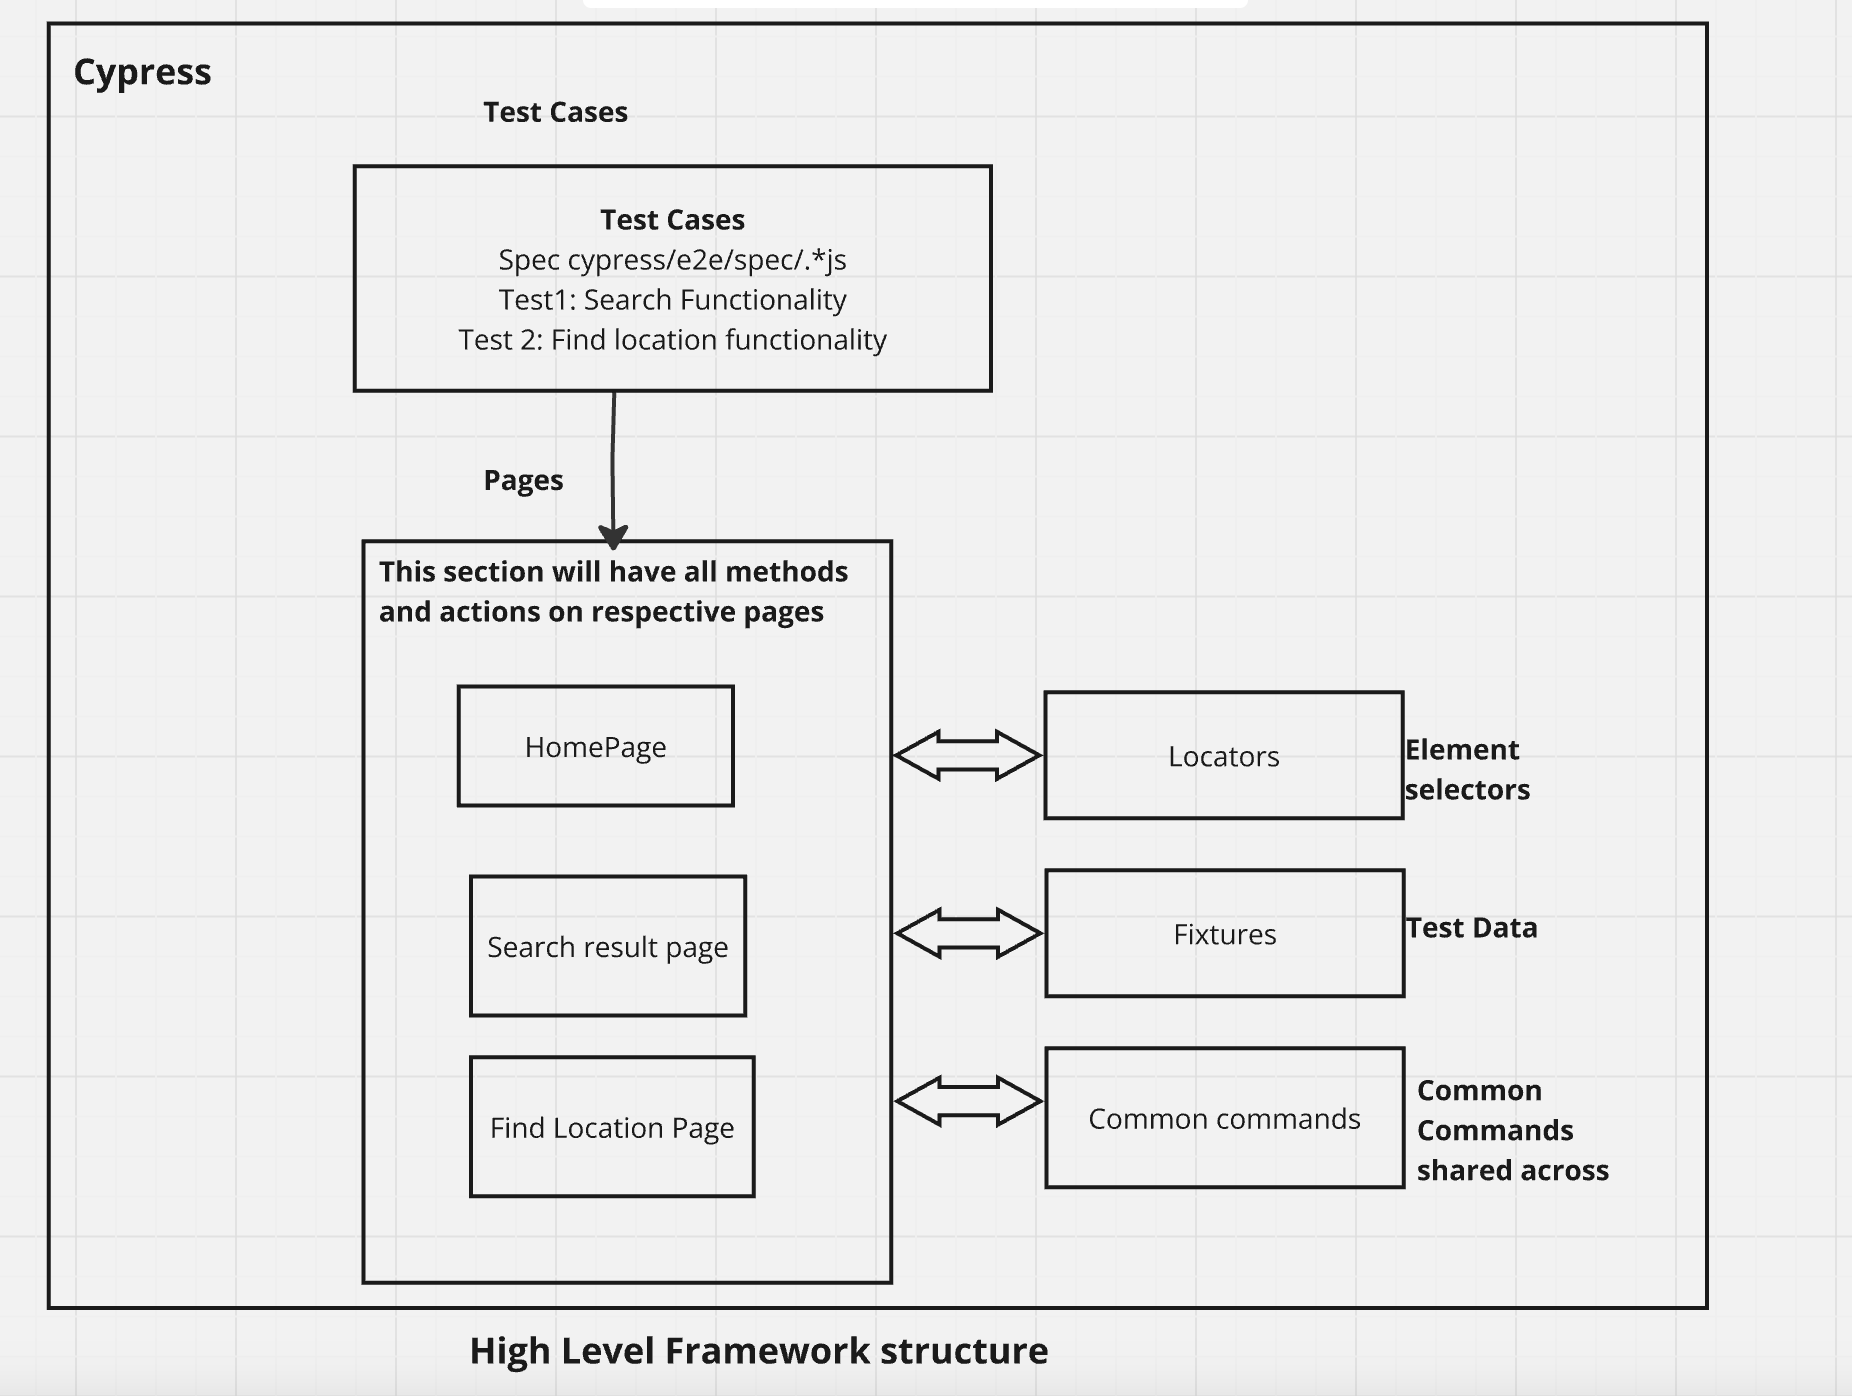 Cypress
Test Cases
Test Cases
Spec cypress/e2e/spec/.*js
Test1: Search Functionality
Test 2: Find location functionality
Pages
This section will have all methods
and actions on respective pages
HomePage
Locators
Element
selectors
Search result page
Fixtures
Test Data
Find Location Page
Common commands
Common
Commands
shared across
High Level Framework structure